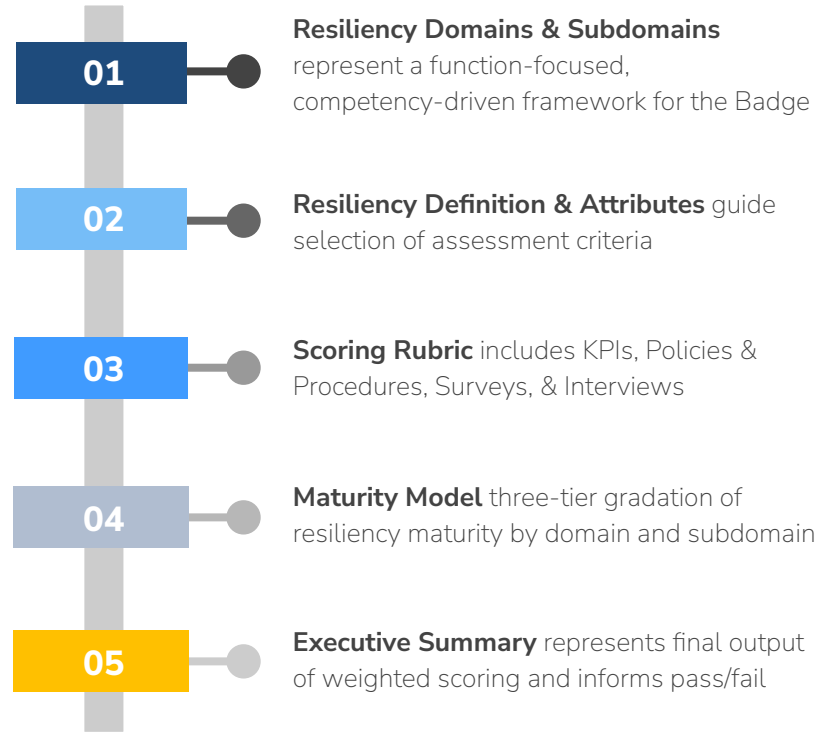 01
Resiliency Domains & Subdomains
represent a function-focused,
competency-driven framework for the Badge
02
Resiliency Definition & Attributes guide
selection of assessment criteria
03
Scoring Rubric includes KPIs, Policies &
Procedures, Surveys, & Interviews
04
Maturity Model three-tier gradation of
resiliency maturity by domain and subdomain
05
Executive Summary represents final output
of weighted scoring and informs pass/fail